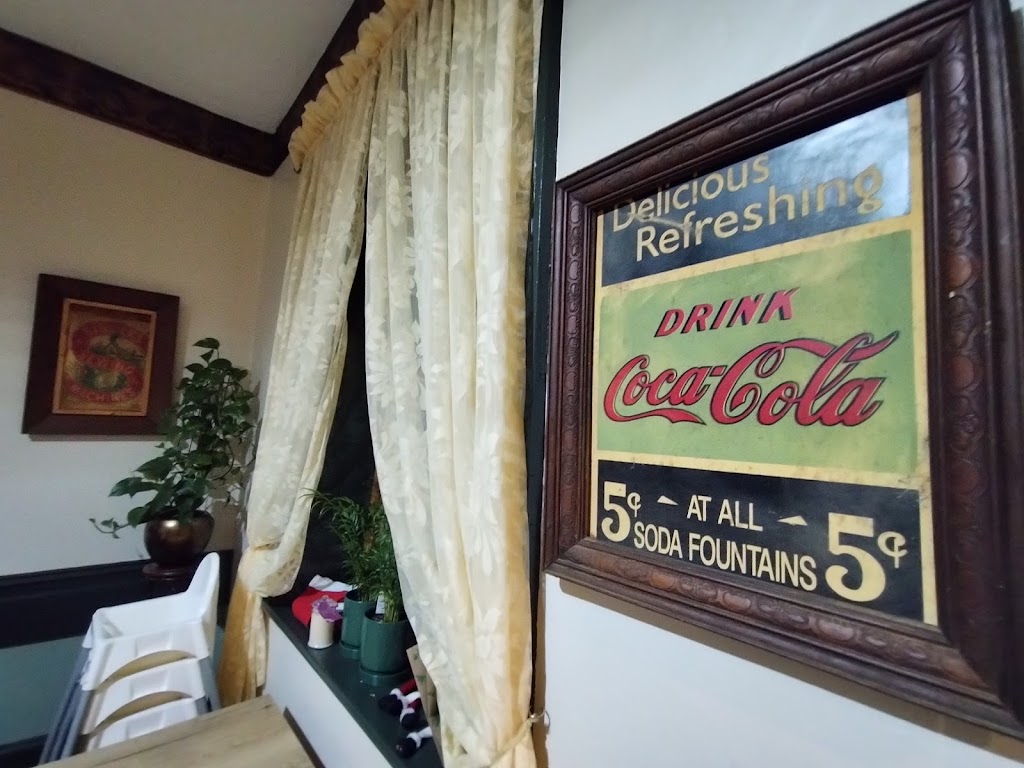 Delicious
Refreshing
DRINK
Coca-Cola
5¢ AT ALL 5¢
SODA FOUNTAINS